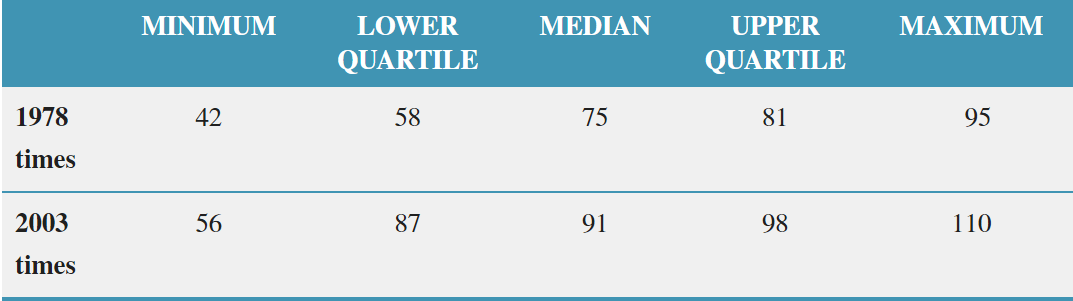 MINIMUM LOWER QUARTILE MEDIAN UPPER QUARTILE MAXIMUM
1978 times 42 58 75 81 95
2003 times 56 87 91 98 110